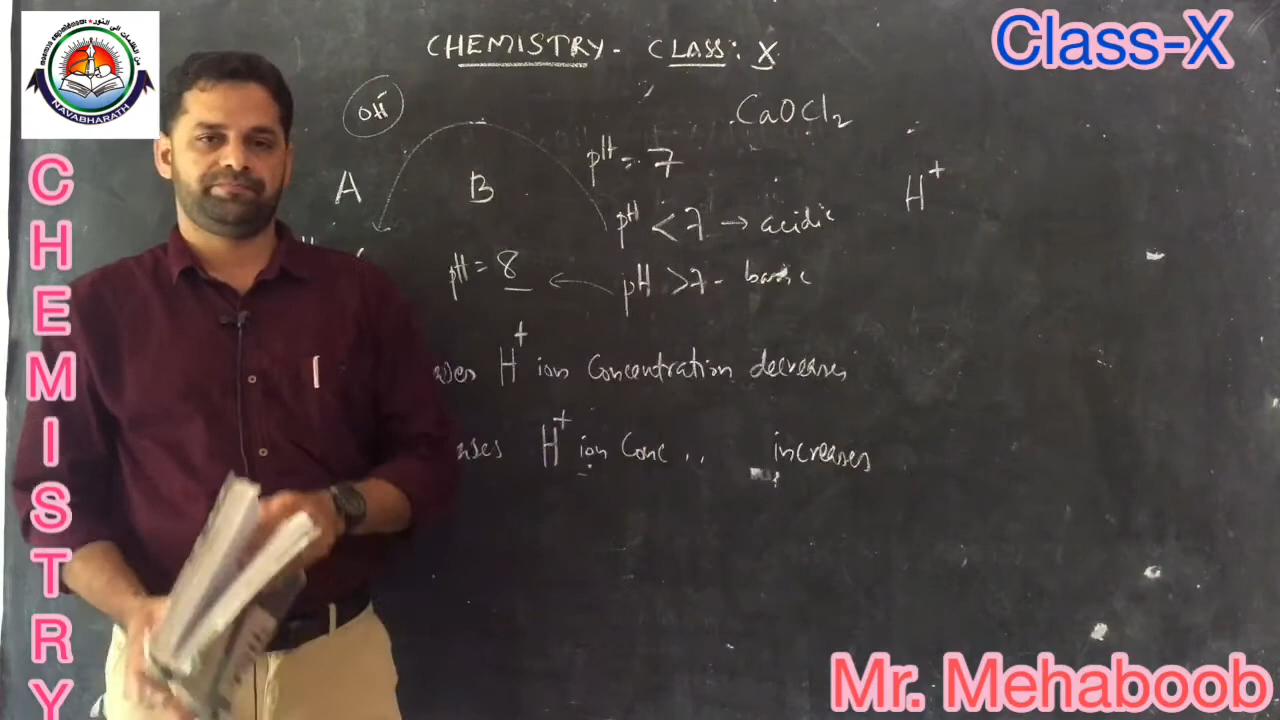 Class-X
CHEMISTRY
NAVABHARATH
CHEMISTRY - CLASS: X
OH⁻
CaOCl₂
pH = 7
H⁺
A
B
pH < 7 → acidic
pH = 8 ← pH > 7 - basic
H⁺ ion Concentration decreases
H⁺ ion Conc .. increases
Mr. Mehaboob